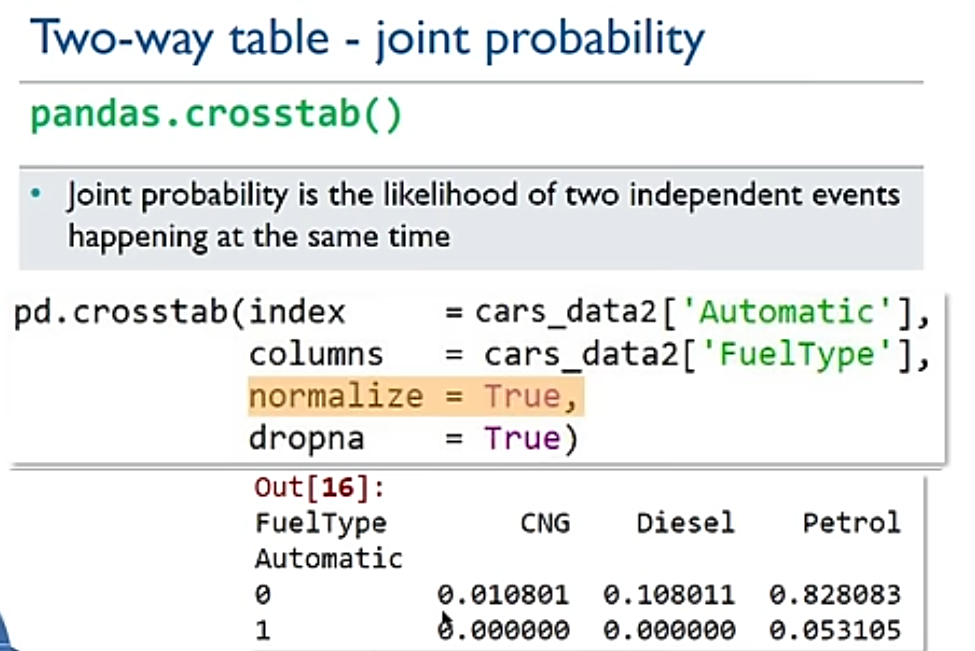 Two-way table - joint probability
pandas.crosstab()
• Joint probability is the likelihood of two independent events
happening at the same time
pd.crosstab(index = cars_data2['Automatic'],
columns = cars_data2['FuelType'],
normalize = True,
dropna = True)
Out[16]:
FuelType CNG Diesel Petrol
Automatic
0 0.010801 0.108011 0.828083
1 0.000000 0.000000 0.053105